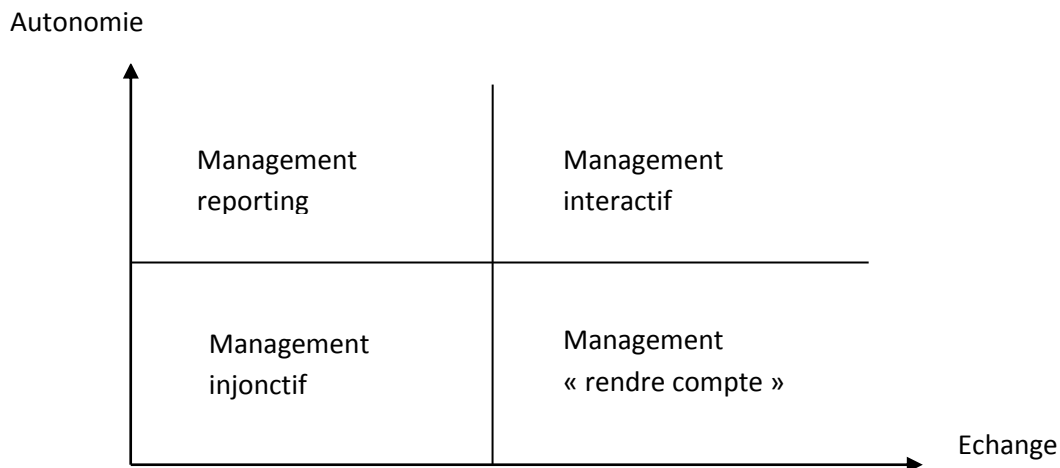 Autonomie
Management
reporting
Management
interactif
Management
injonctif
Management
« rendre compte »
Echange